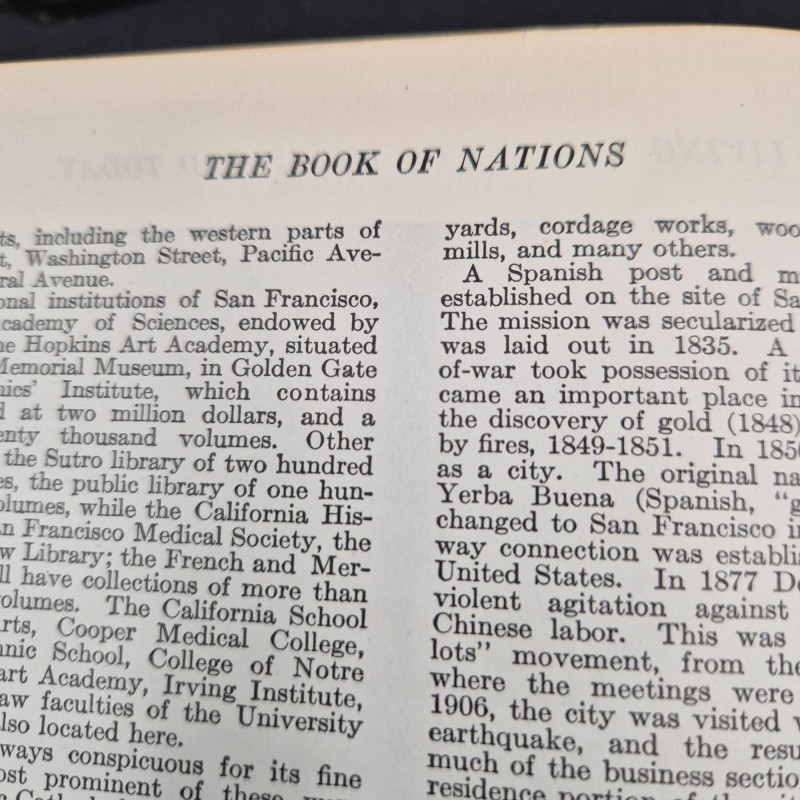 THE BOOK OF NATIONS
ts, including the western parts of
t, Washington Street, Pacific Ave-
ral Avenue.
onal institutions of San Francisco,
cademy of Sciences, endowed by
ne Hopkins Art Academy, situated
Memorial Museum, in Golden Gate
nics' Institute, which contains
d at two million dollars, and a
enty thousand volumes. Other
the Sutro library of two hundred
es, the public library of one hun-
olumes, while the California His-
an Francisco Medical Society, the
w Library; the French and Mer-
ll have collections of more than
volumes. The California School
rts, Cooper Medical College,
nic School, College of Notre
art Academy, Irving Institute,
aw faculties of the University
also located here.
ways conspicuous for its fine
ost prominent of these
yards, cordage works, woo
mills, and many others.
A Spanish post and m
established on the site of Sa
The mission was secularized
was laid out in 1835. A
of-war took possession of it
came an important place in
the discovery of gold (1848)
by fires, 1849-1851. In 1850
as a city. The original na
Yerba Buena (Spanish, "g
changed to San Francisco in
way connection was establis
United States. In 1877 De
violent agitation against
Chinese labor. This was
lots" movement, from the
where the meetings were
1906, the city was visited
earthquake, and the resu
much of the business sectio
residence portion of the